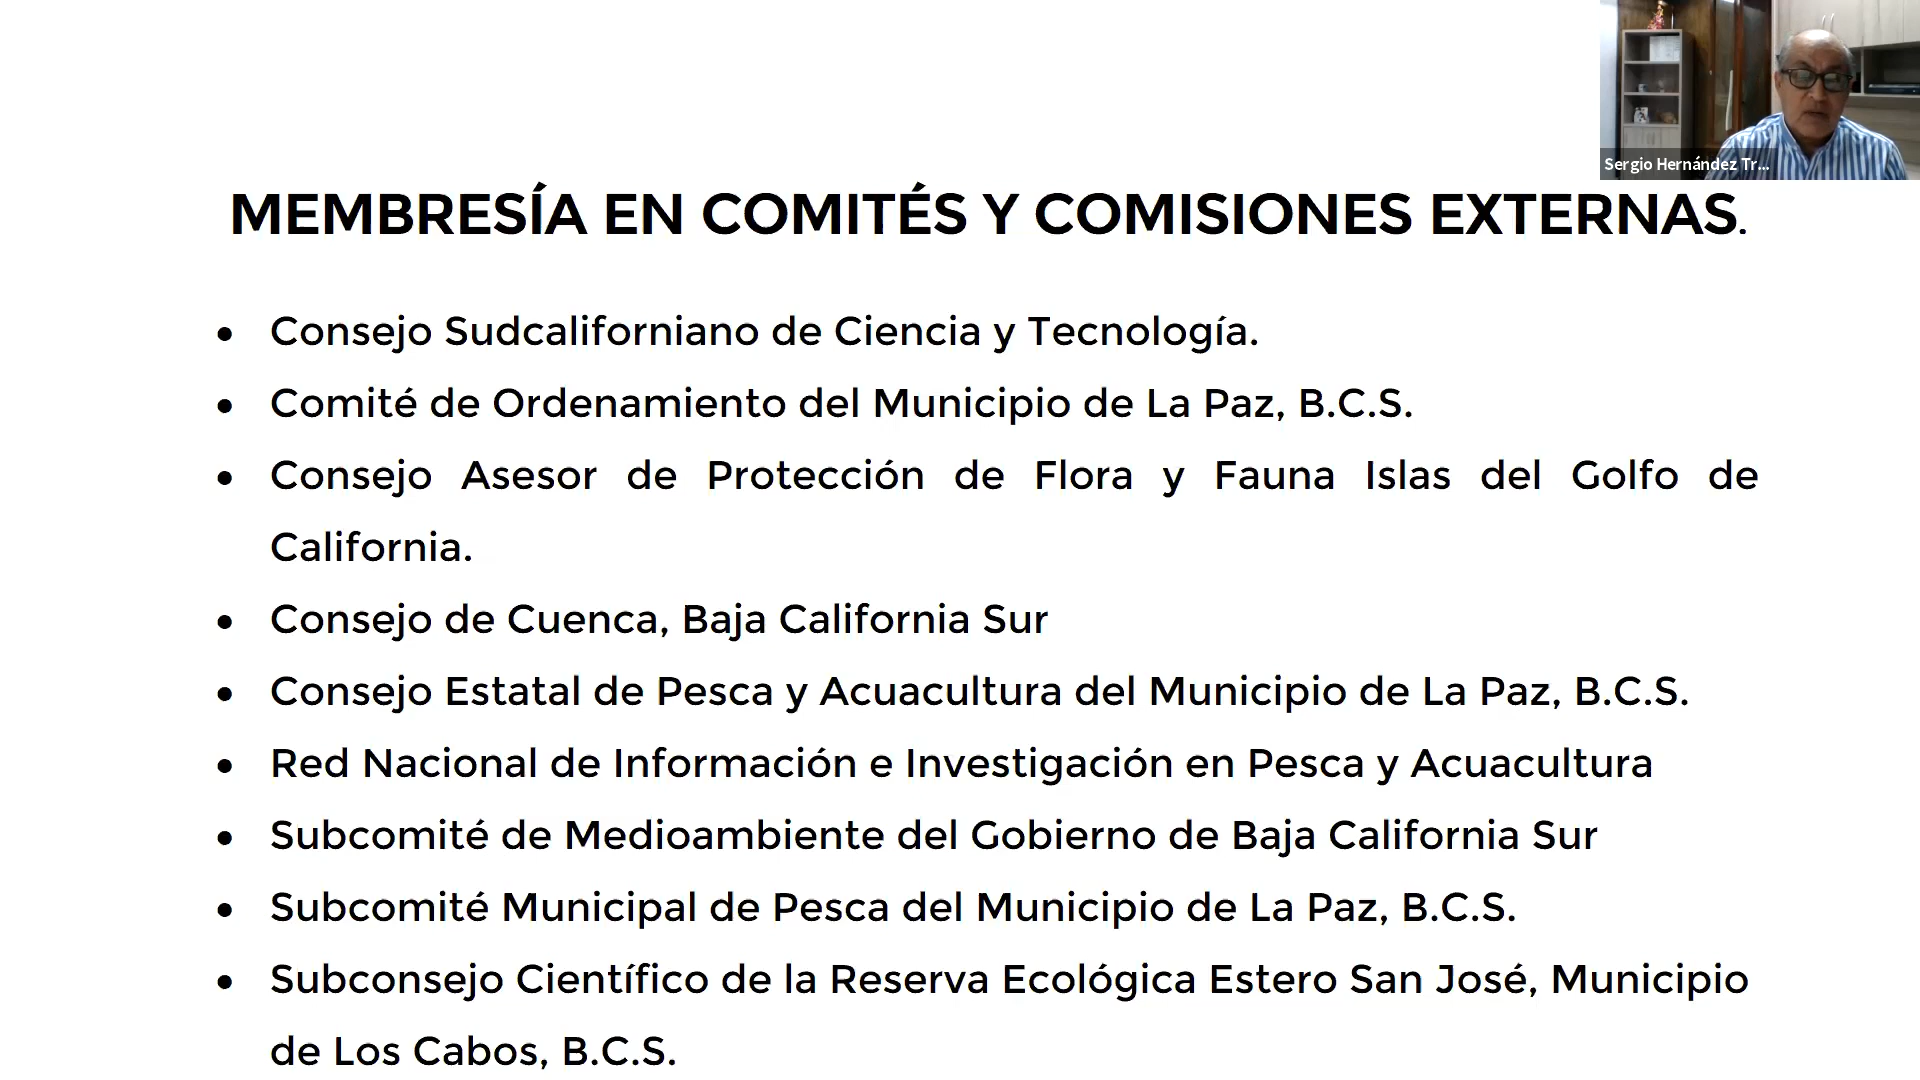 Sergio Hernández Tr...
MEMBRESÍA EN COMITÉS Y COMISIONES EXTERNAS.
• Consejo Sudcaliforniano de Ciencia y Tecnología.
• Comité de Ordenamiento del Municipio de La Paz, B.C.S.
• Consejo Asesor de Protección de Flora y Fauna Islas del Golfo de
California.
• Consejo de Cuenca, Baja California Sur
• Consejo Estatal de Pesca y Acuacultura del Municipio de La Paz, B.C.S.
• Red Nacional de Información e Investigación en Pesca y Acuacultura
• Subcomité de Medioambiente del Gobierno de Baja California Sur
• Subcomité Municipal de Pesca del Municipio de La Paz, B.C.S.
• Subconsejo Científico de la Reserva Ecológica Estero San José, Municipio
de Los Cabos, B.C.S.